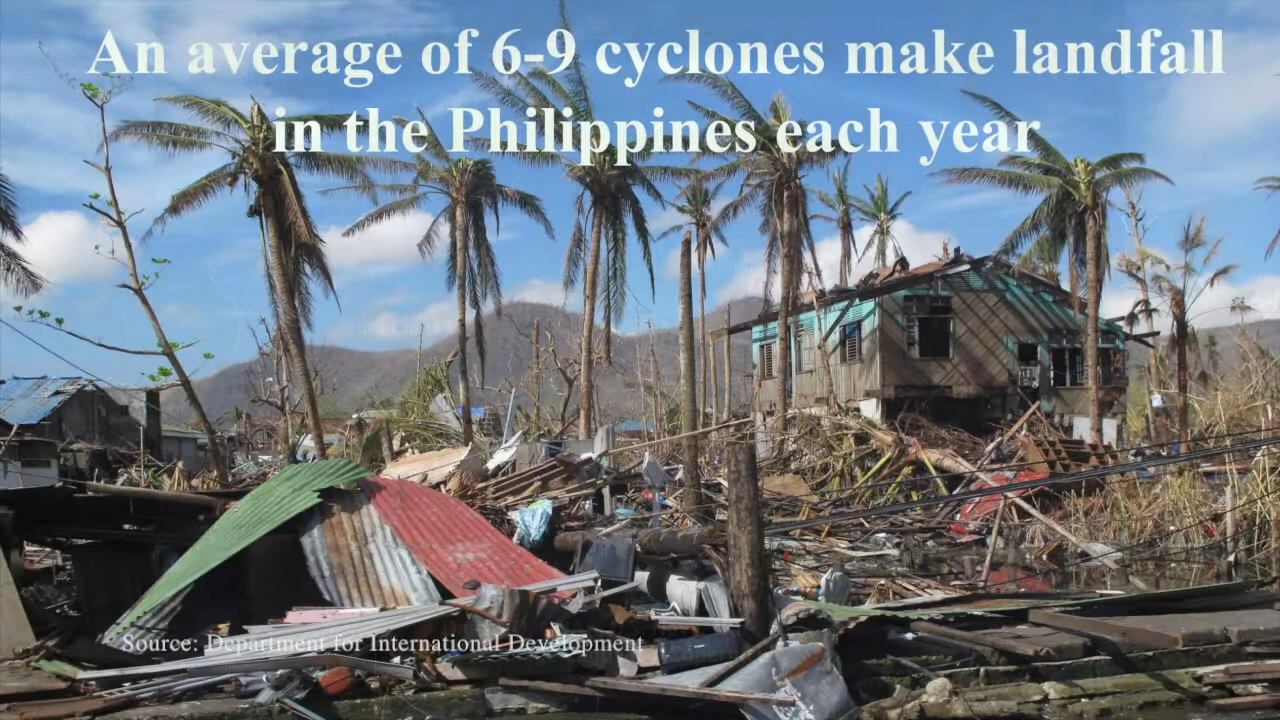 An average of 6-9 cyclones make landfall
in the Philippines each year
Source: Department for International Development